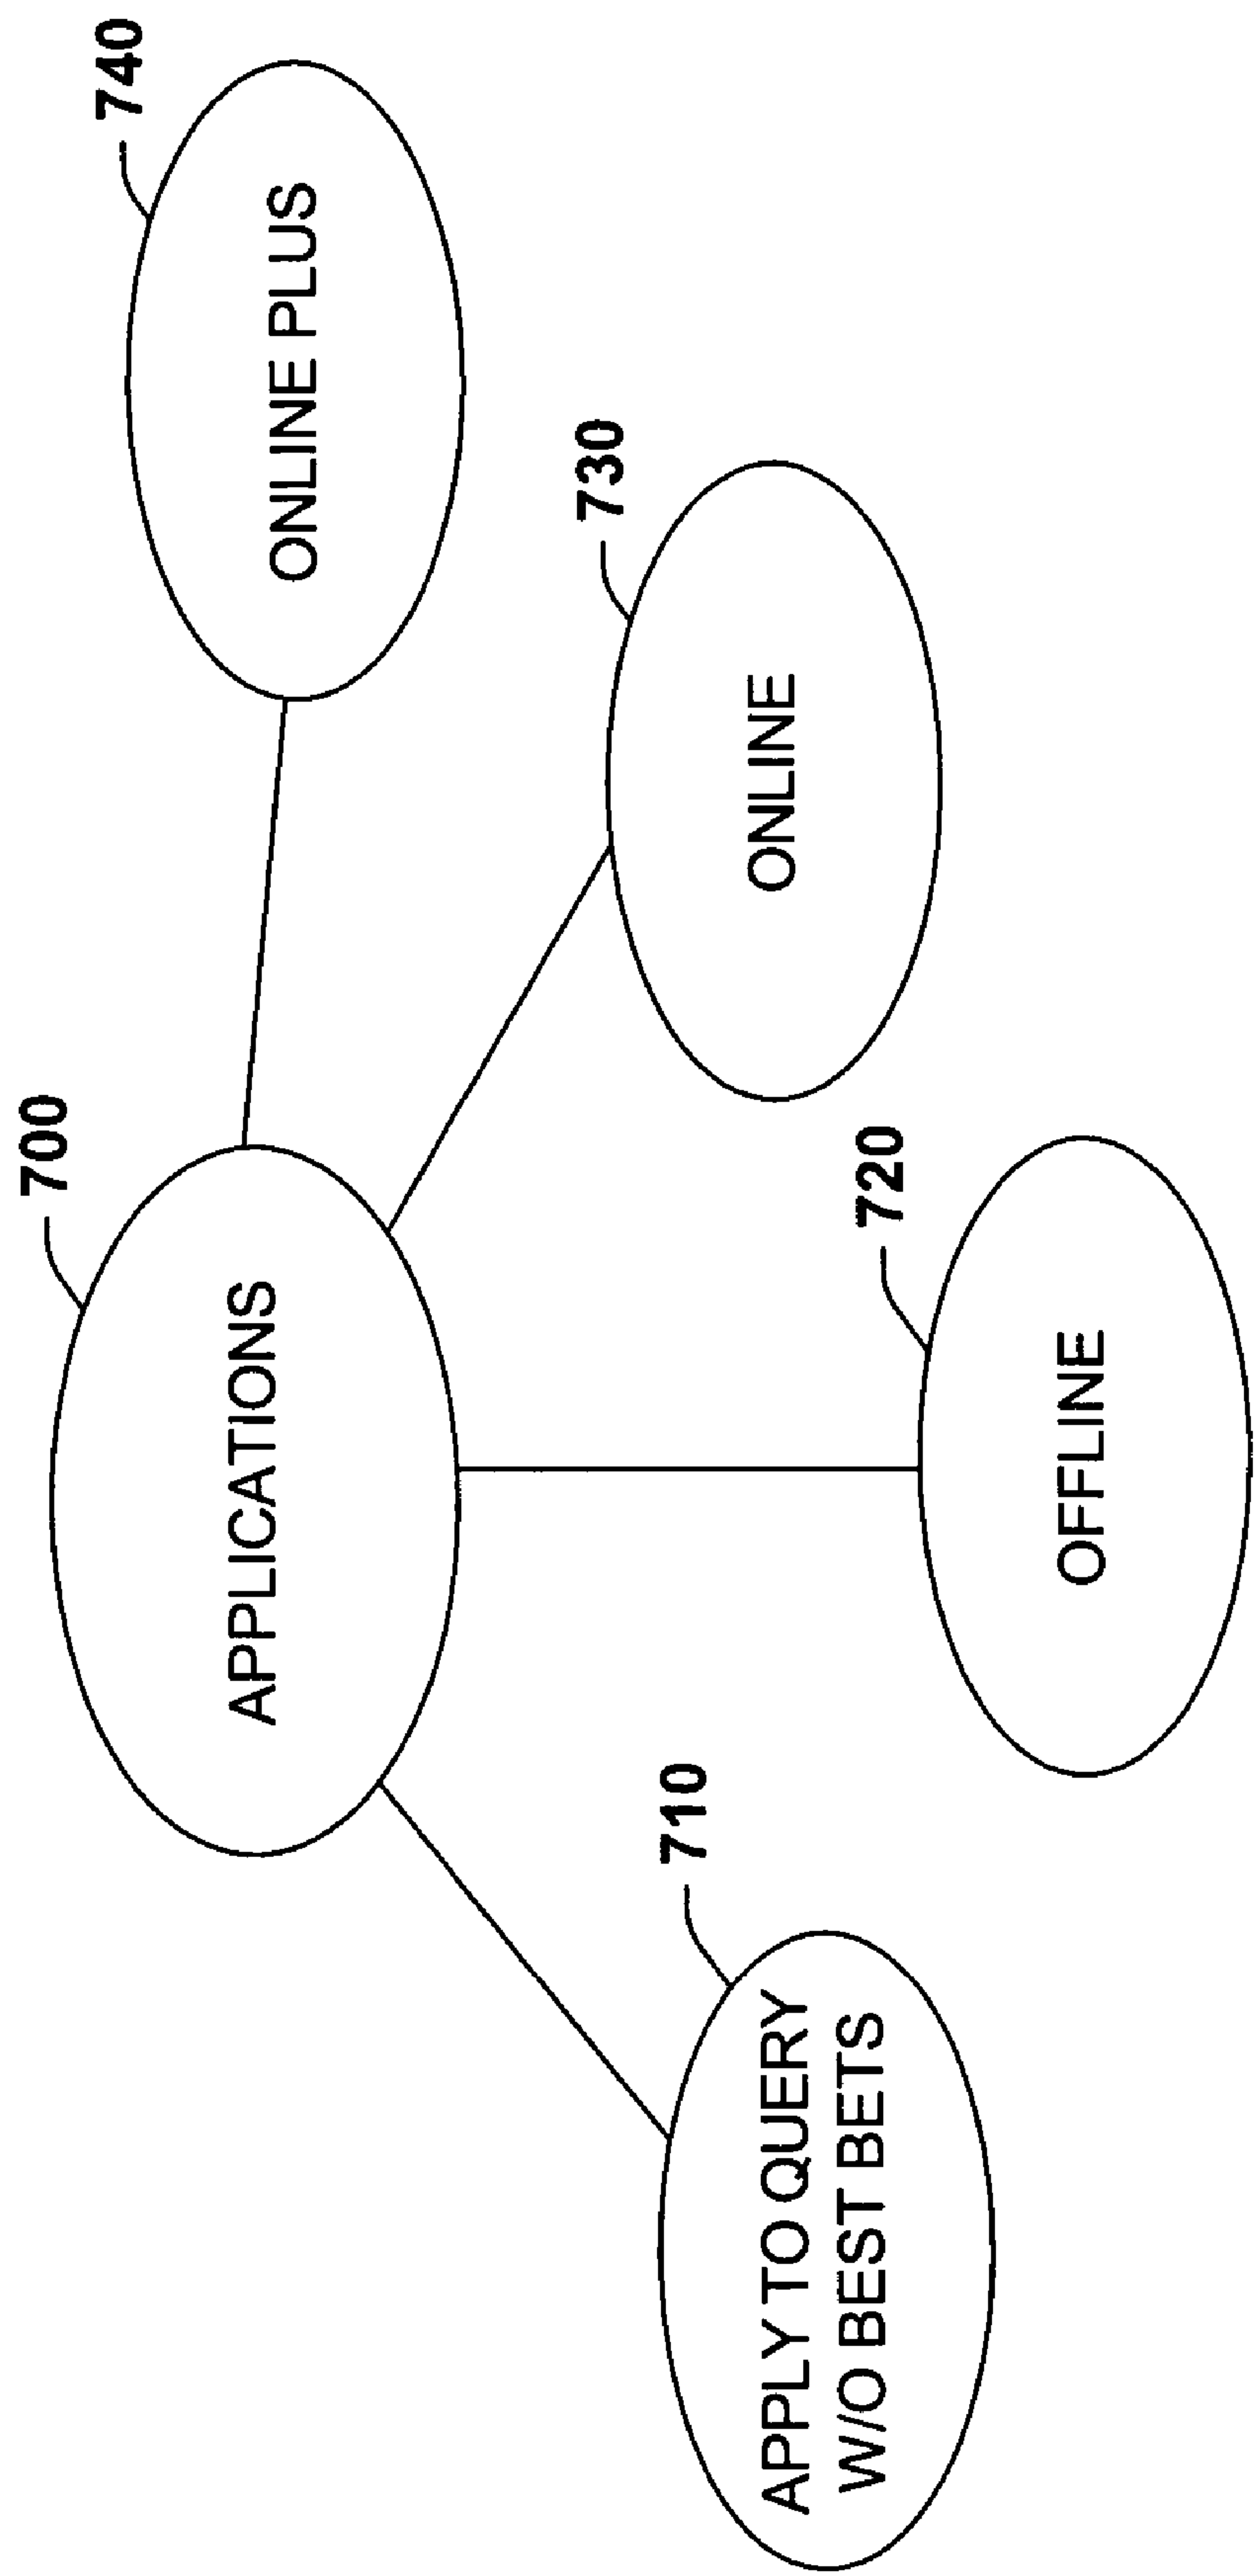 700
APPLICATIONS
740
ONLINE PLUS
730
ONLINE
720
OFFLINE
710
APPLY TO QUERY
W/O BEST BETS